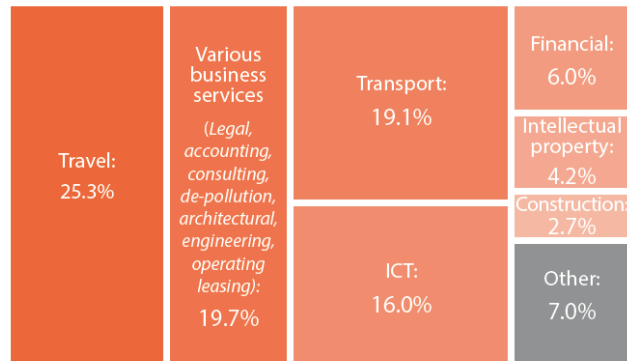 Travel:
25.3%
Various
business
services
(Legal,
accounting,
consulting,
de-pollution,
architectural,
engineering,
operating
leasing):
19.7%
Transport:
19.1%
ICT:
16.0%
Financial:
6.0%
Intellectual
property:
4.2%
Construction:
2.7%
Other:
7.0%